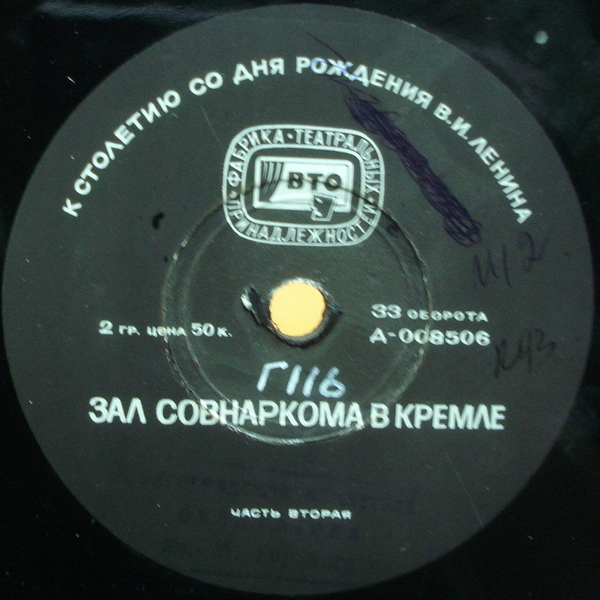 К СТОЛЕТИЮ СО ДНЯ РОЖДЕНИЯ В.И.ЛЕНИНА
ФАБРИКА • ТЕАТРАЛЬНЫХ
ВТО
ПРИНАДЛЕЖНОСТ
2 ГР. ЦЕНА 50 К.
33 ОБОРОТА
Д-008506
Г116
ЗАЛ СОВНАРКОМА В КРЕМЛЕ
ЧАСТЬ ВТОРАЯ